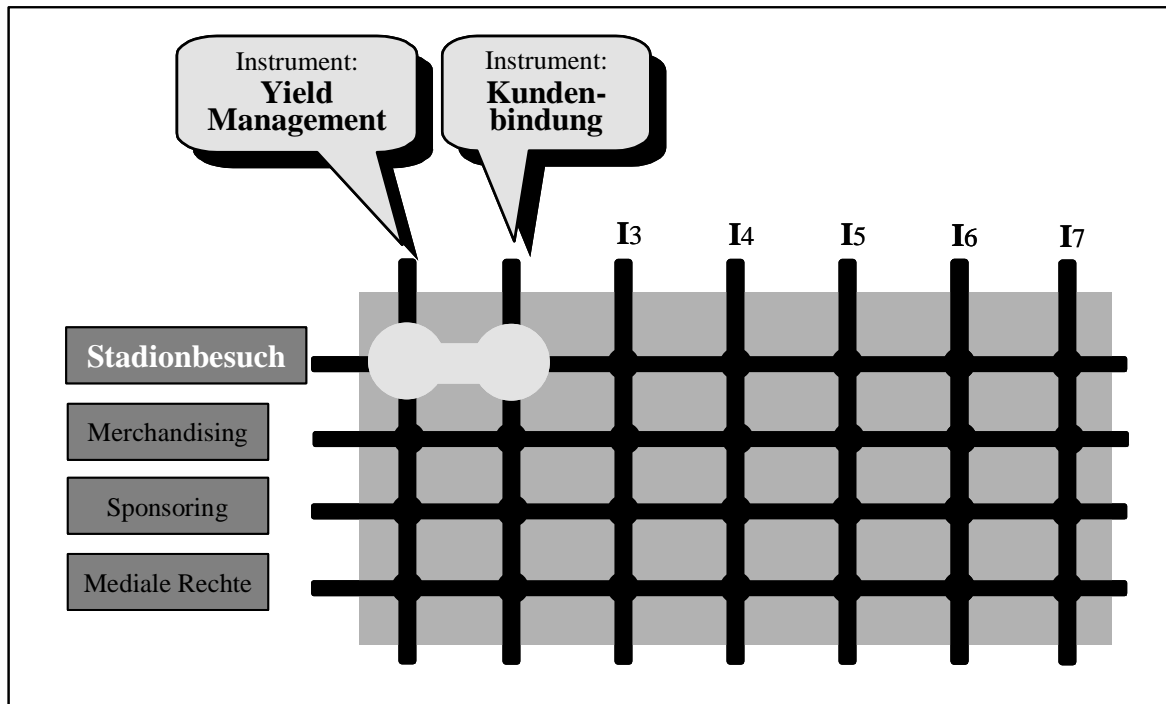 Instrument:
Yield
Management
Instrument:
Kunden-
bindung
I3 I4 I5 I6 I7
Stadionbesuch
Merchandising
Sponsoring
Mediale Rechte